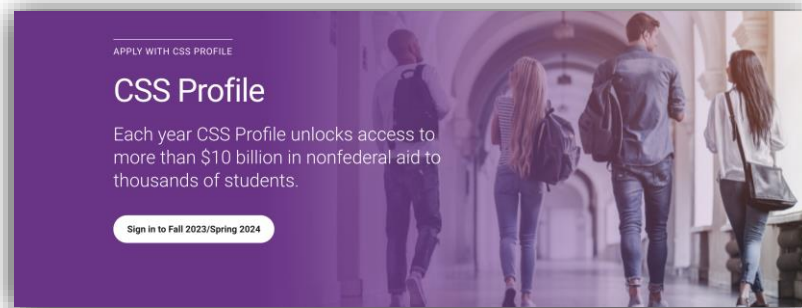 APPLY WITH CSS PROFILE
CSS Profile
Each year CSS Profile unlocks access to
more than $10 billion in nonfederal aid to
thousands of students.
Sign in to Fall 2023/Spring 2024